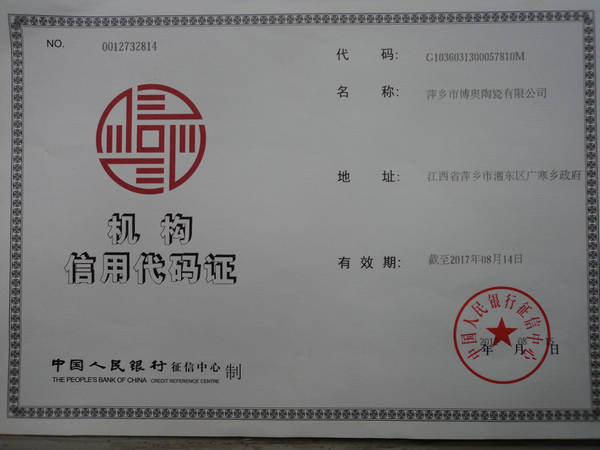 NO. 0012732814
代 码: G1036031300057810M
名 称: 萍乡市博奥陶瓷有限公司
地 址: 江西省萍乡市湘东区广寒乡政府
机 构
信用代码证
有 效 期: 截至2017年08月14日
中国人民银行征信中心
年 月 日
中国人民银行征信中心 制
THE PEOPLE'S BANK OF CHINA CREDIT REFERENCE CENTRE